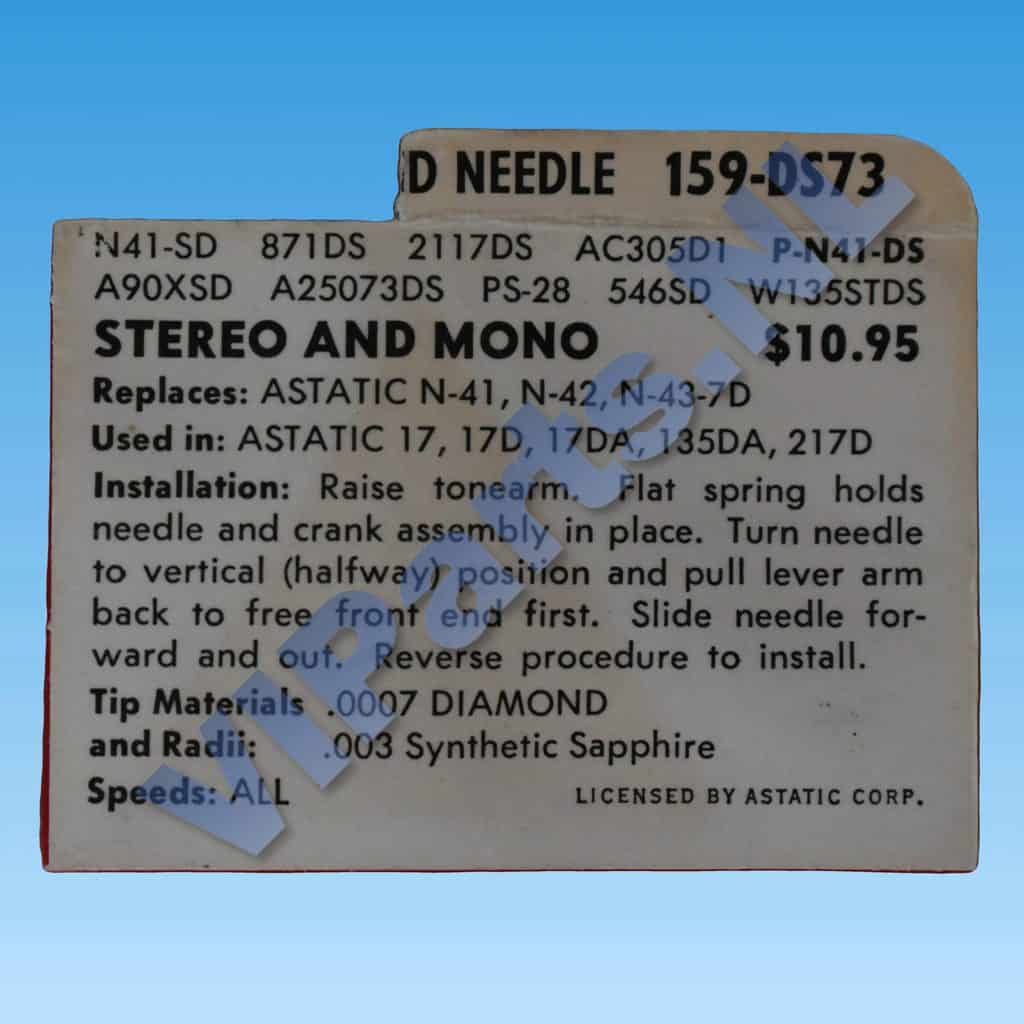 D NEEDLE 159-DS73
N41-SD 871DS 2117DS AC305D1 P-N41-DS
A90XSD A25073DS PS-28 546SD W135STDS
STEREO AND MONO $10.95
Replaces: ASTATIC N-41, N-42, N-43-7D
Used in: ASTATIC 17, 17D, 17DA, 135DA, 217D
Installation: Raise tonearm. Flat spring holds
needle and crank assembly in place. Turn needle
to vertical (halfway) position and pull lever arm
back to free front end first. Slide needle for-
ward and out. Reverse procedure to install.
Tip Materials .0007 DIAMOND
and Radii: .003 Synthetic Sapphire
Speeds: ALL LICENSED BY ASTATIC CORP.
VIParts.NL